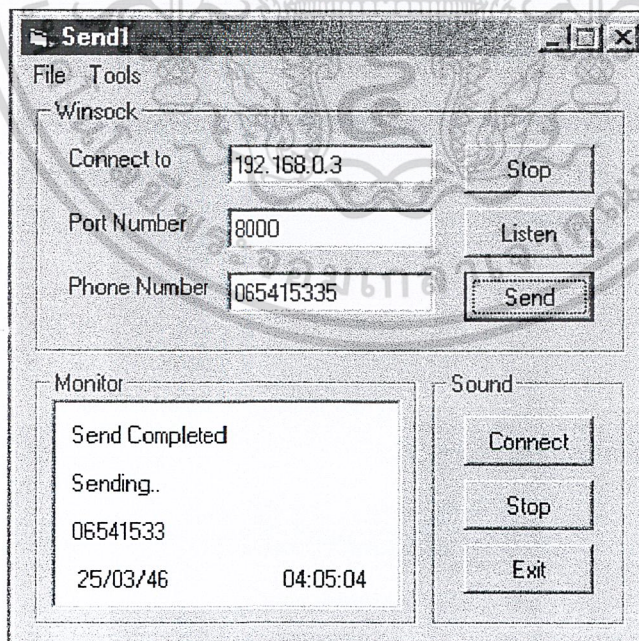 Send1
File Tools
Winsock
Connect to 192.168.0.3 Stop
Port Number 8000 Listen
Phone Number 065415335 Send
Monitor
Send Completed
Sending..
06541533
25/03/46 04:05:04
Sound
Connect
Stop
Exit